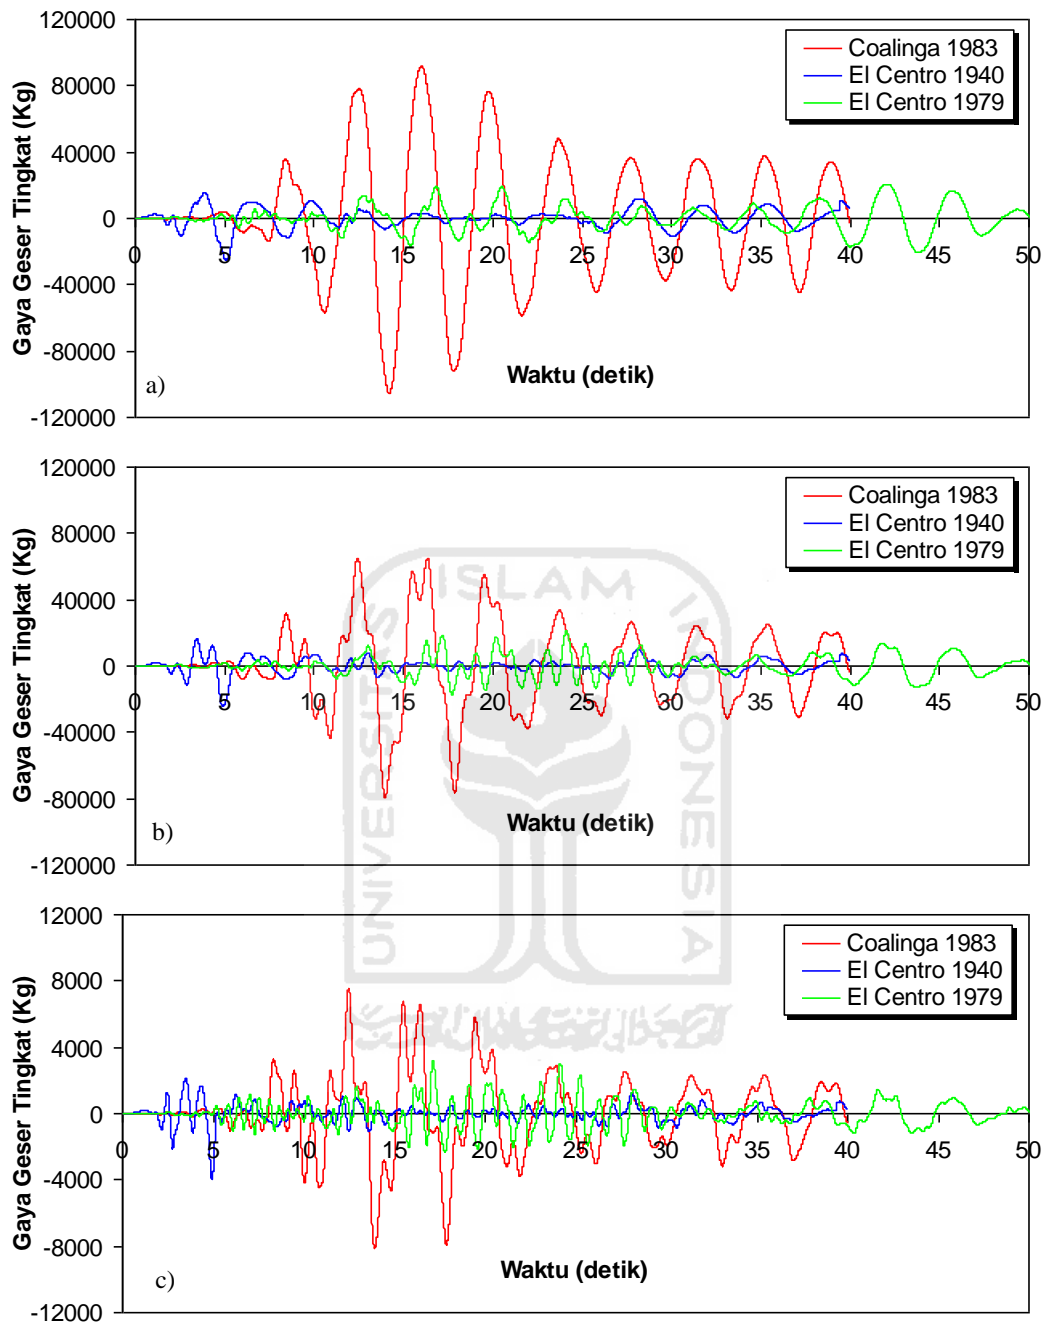 120000
80000
40000
0
-40000
-80000
-120000
Gaya Geser Tingkat (Kg)
Coalinga 1983
El Centro 1940
El Centro 1979
0 5 10 15 20 25 30 35 40 45 50
Waktu (detik)
a)
120000
80000
40000
0
-40000
-80000
-120000
Gaya Geser Tingkat (Kg)
Coalinga 1983
El Centro 1940
El Centro 1979
0 5 10 15 20 25 30 35 40 45 50
Waktu (detik)
b)
UNIVERSITAS ISLAM INDONESIA
12000
8000
4000
0
-4000
-8000
-12000
Gaya Geser Tingkat (Kg)
Coalinga 1983
El Centro 1940
El Centro 1979
0 5 10 15 20 25 30 35 40 45 50
Waktu (detik)
c)